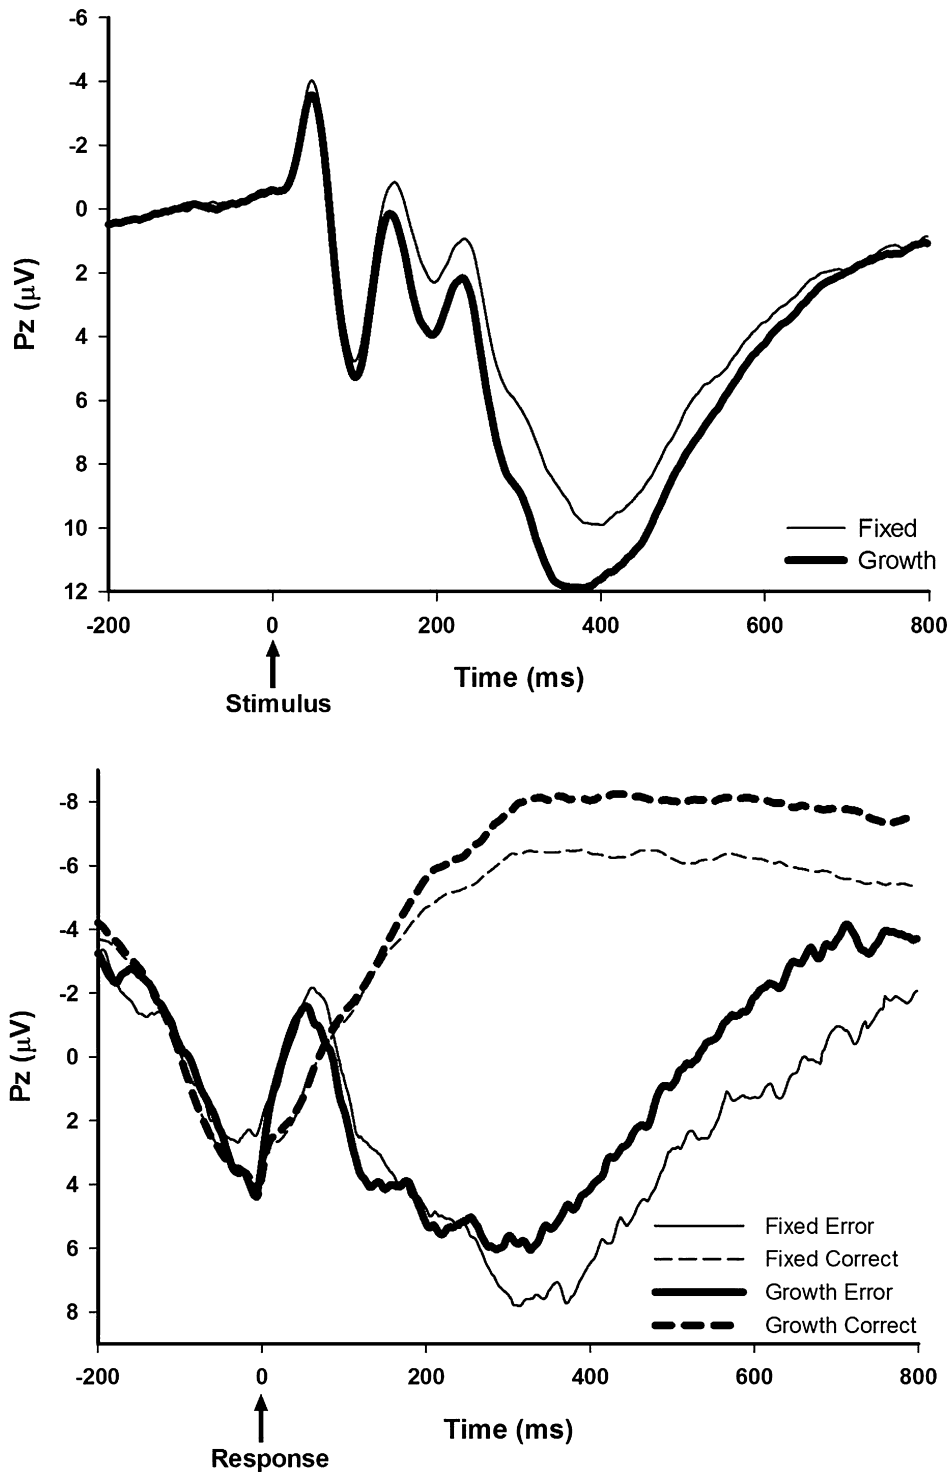 -6
-4
-2
0
2
4
6
8
10
12
Pz (μV)
Fixed
Growth
-200 0 200 400 600 800
Time (ms)
Stimulus
-8
-6
-4
-2
0
2
4
6
8
Pz (μV)
Fixed Error
Fixed Correct
Growth Error
Growth Correct
-200 0 200 400 600 800
Time (ms)
Response